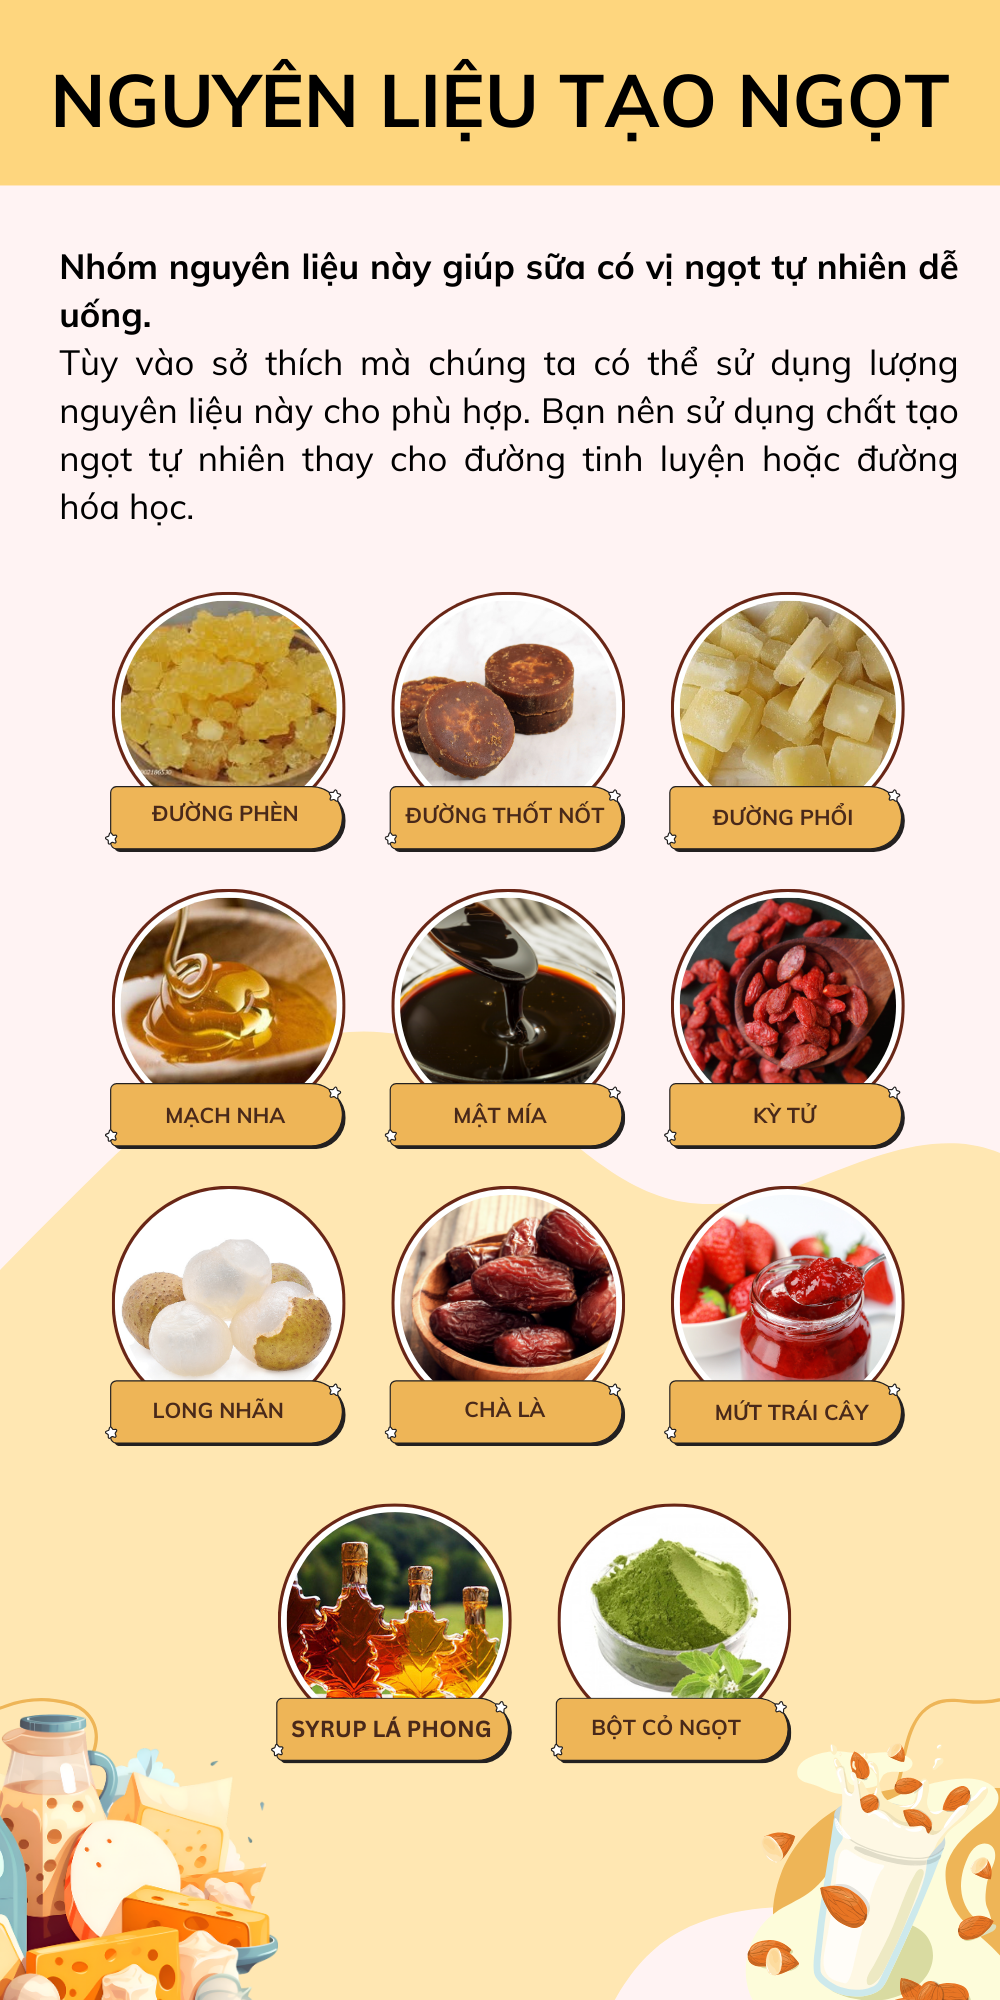 NGUYÊN LIỆU TẠO NGỌT
Nhóm nguyên liệu này giúp sữa có vị ngọt tự nhiên dễ
uống.
Tùy vào sở thích mà chúng ta có thể sử dụng lượng
nguyên liệu này cho phù hợp. Bạn nên sử dụng chất tạo
ngọt tự nhiên thay cho đường tinh luyện hoặc đường
hóa học.
ĐƯỜNG PHÈN
ĐƯỜNG THỐT NỐT
ĐƯỜNG PHỔI
MẠCH NHA
MẬT MÍA
KỲ TỬ
LONG NHÃN
CHÀ LÀ
MỨT TRÁI CÂY
SYRUP LÁ PHONG
BỘT CỎ NGỌT